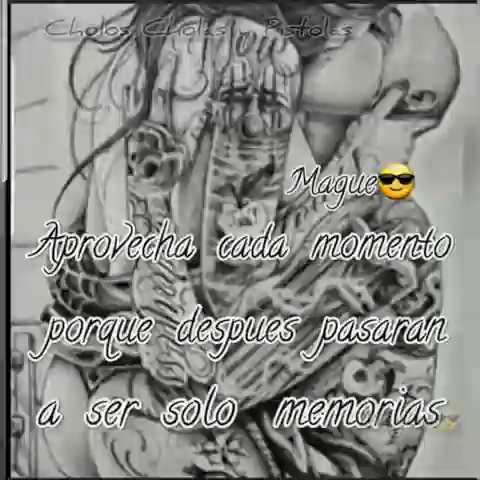 Cholos Cholas y Pistolas
Mague😎
Aprovecha cada momento
porque despues pasaran
a ser solo memorias